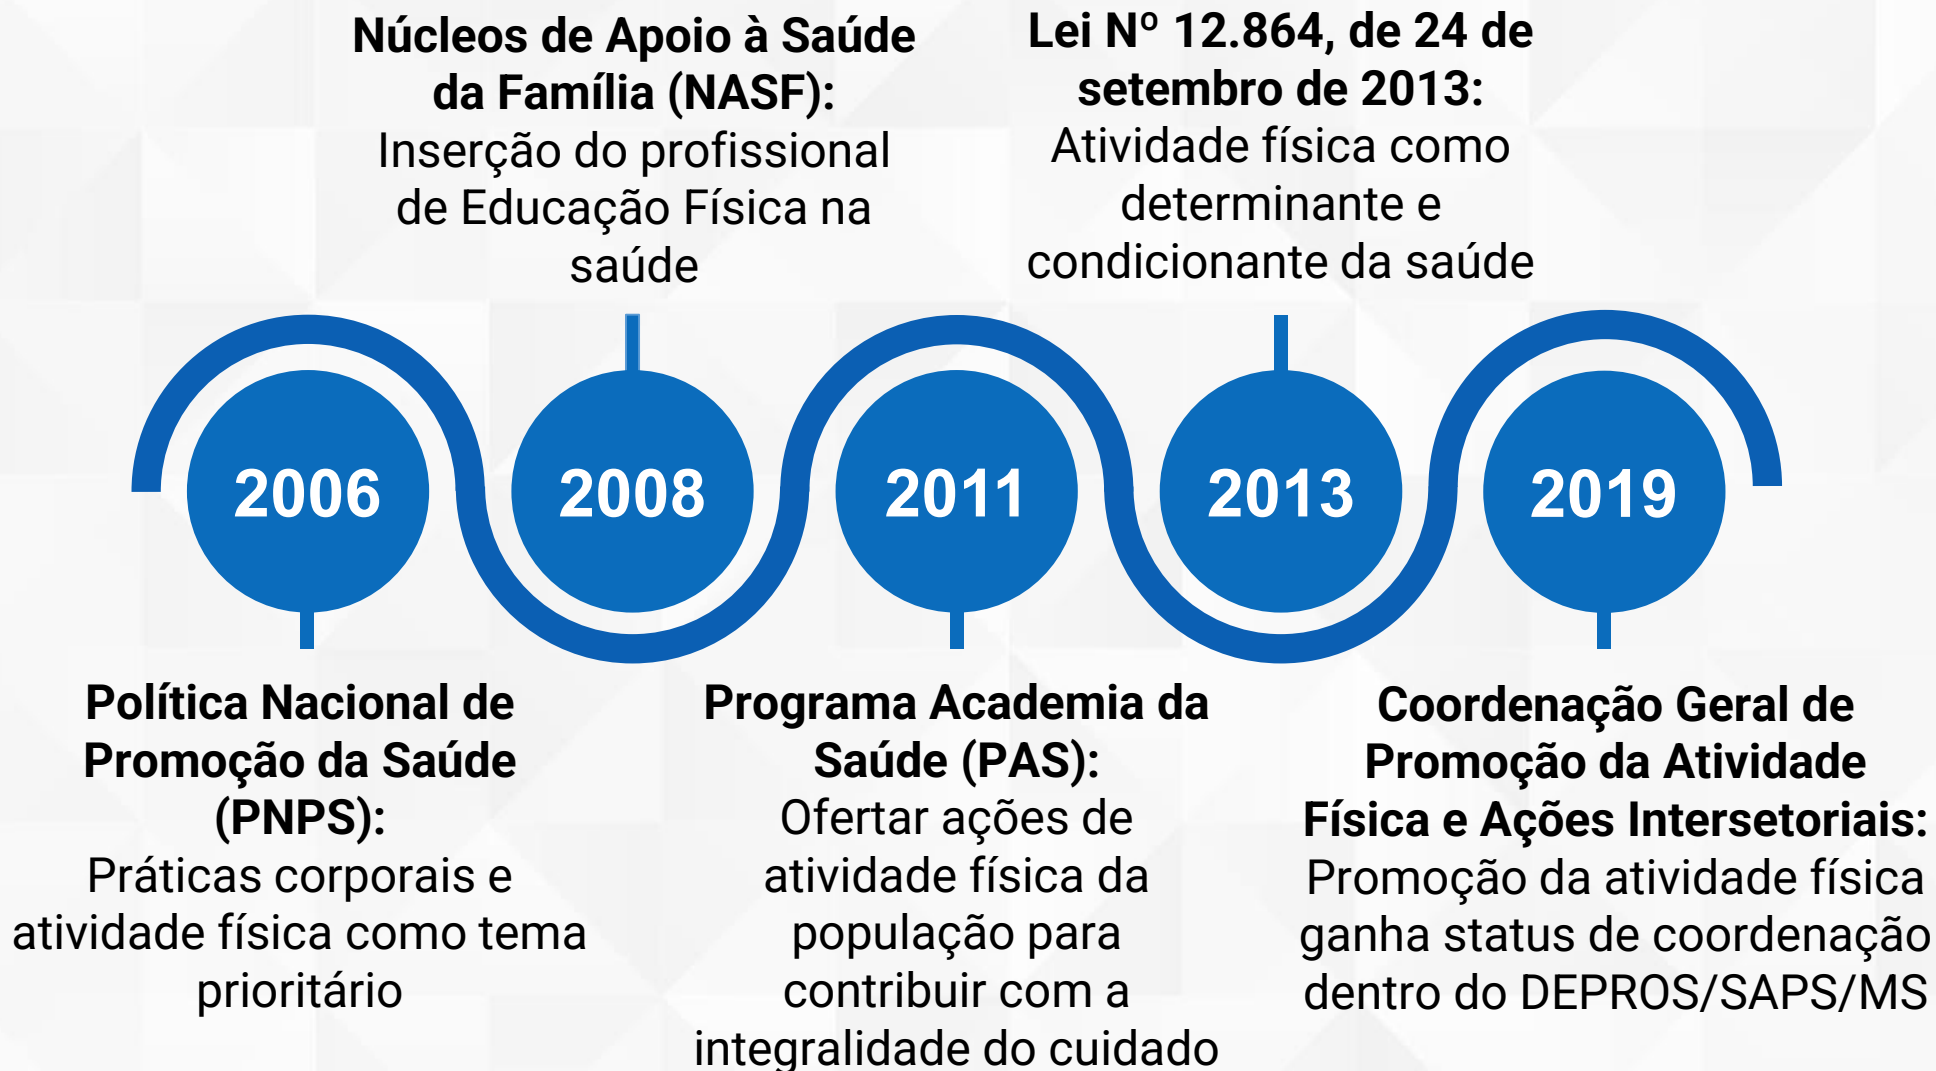 Núcleos de Apoio à Saúde
da Família (NASF):
Inserção do profissional
de Educação Física na
saúde
Lei Nº 12.864, de 24 de
setembro de 2013:
Atividade física como
determinante e
condicionante da saúde
2006
2008
2011
2013
2019
Política Nacional de
Promoção da Saúde
(PNPS):
Práticas corporais e
atividade física como tema
prioritário
Programa Academia da
Saúde (PAS):
Ofertar ações de
atividade física da
população para
contribuir com a
integralidade do cuidado
Coordenação Geral de
Promoção da Atividade
Física e Ações Intersetoriais:
Promoção da atividade física
ganha status de coordenação
dentro do DEPROS/SAPS/MS